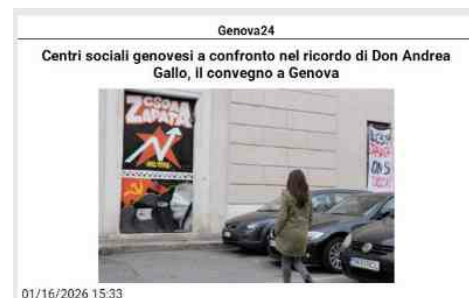 Genova24
Centri sociali genovesi a confronto nel ricordo di Don Andrea
Gallo, il convegno a Genova
CSOA
ZAPATA
01/16/2026 15:33